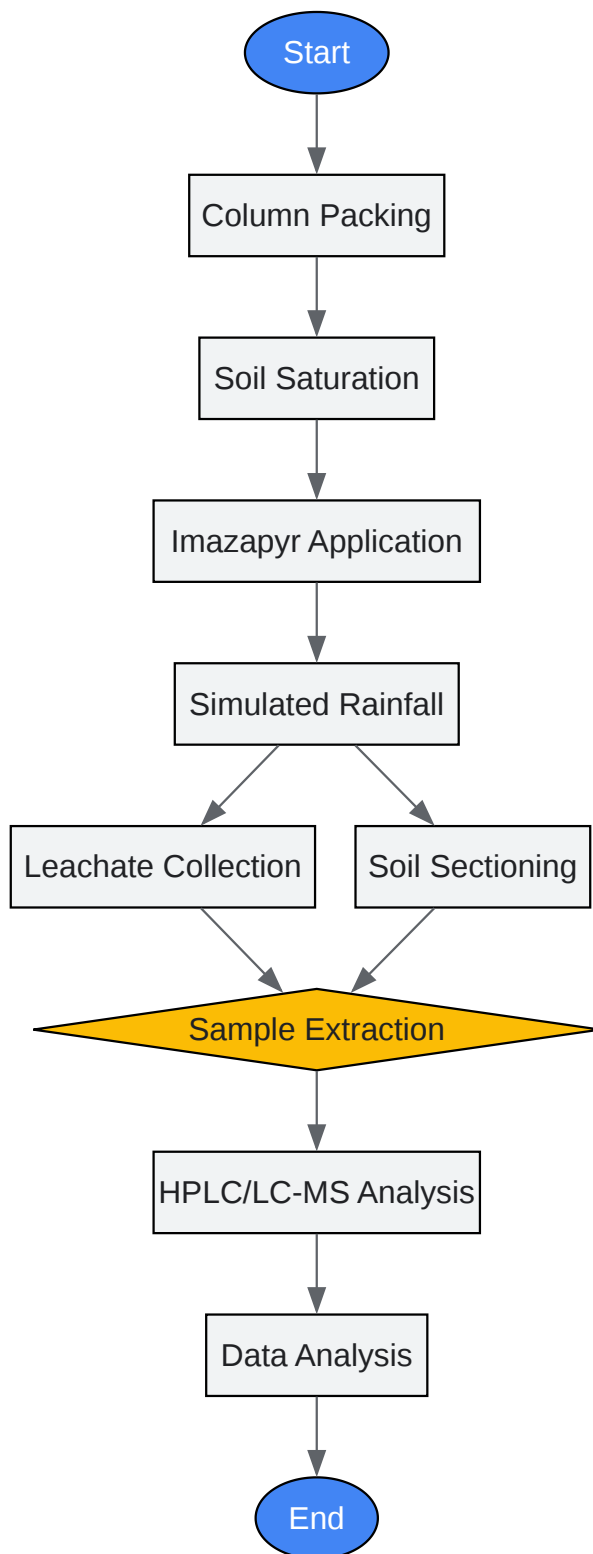 Start
Column Packing
Soil Saturation
Imazapyr Application
Simulated Rainfall
Leachate Collection
Soil Sectioning
Sample Extraction
HPLC/LC-MS Analysis
Data Analysis
End